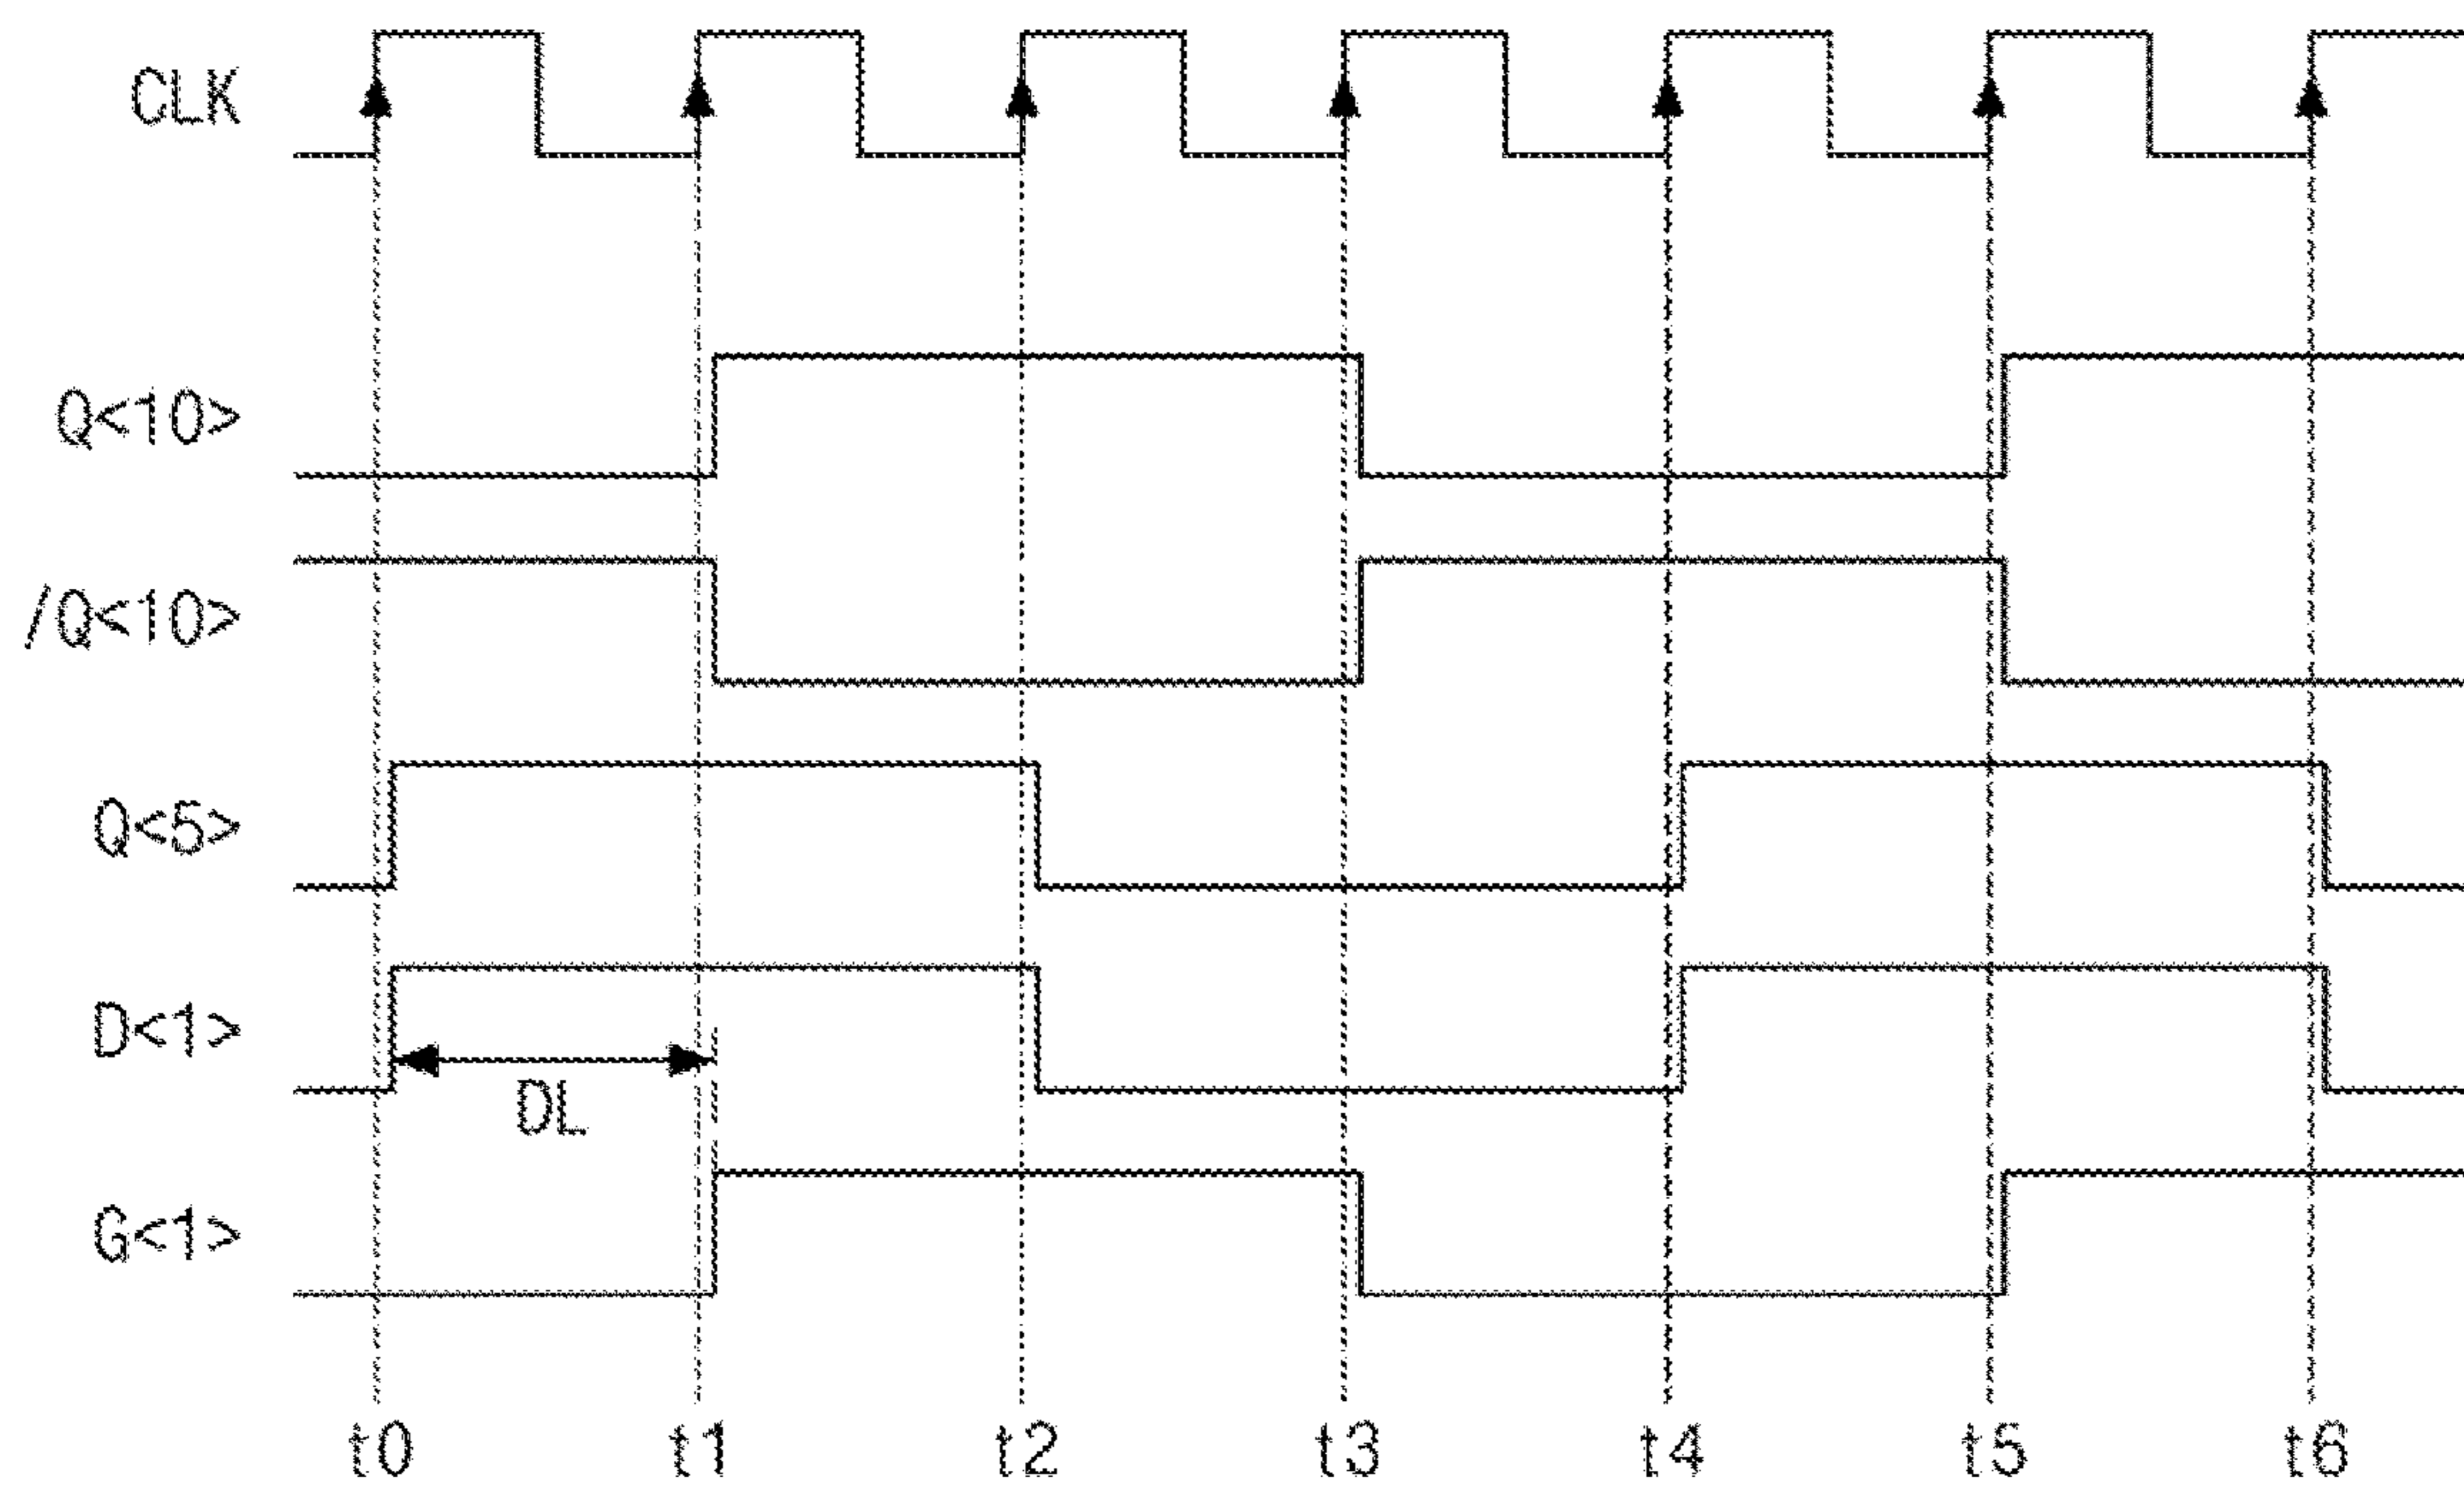 CLK
Q<10>
/Q<10>
Q<5>
D<1>
DL
G<1>
t0 t1 t2 t3 t4 t5 t6